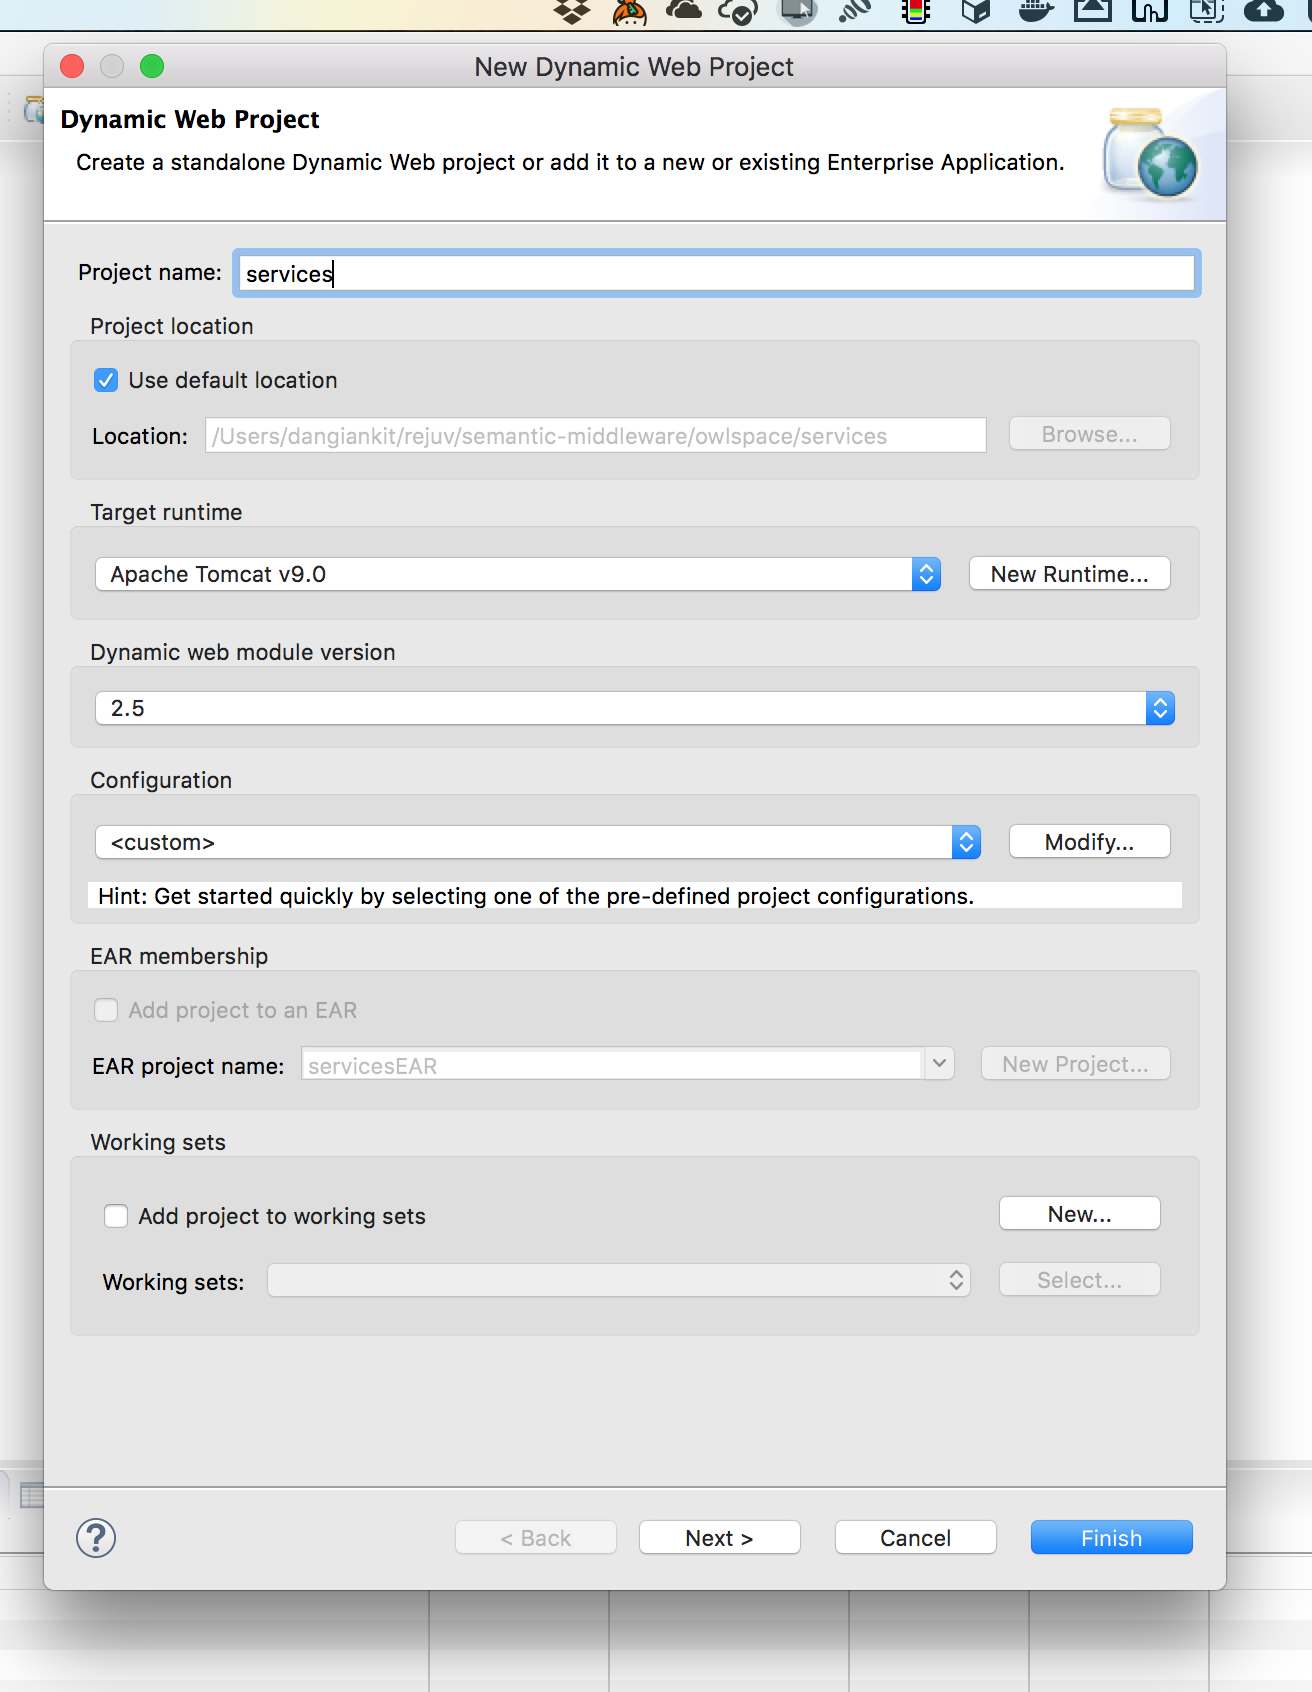 New Dynamic Web Project
Dynamic Web Project
Create a standalone Dynamic Web project or add it to a new or existing Enterprise Application.
Project name: services
Project location
Use default location
Location: /Users/dangiankit/rejuv/semantic-middleware/owlspace/services Browse...
Target runtime
Apache Tomcat v9.0 New Runtime...
Dynamic web module version
2.5
Configuration
<custom> Modify...
Hint: Get started quickly by selecting one of the pre-defined project configurations.
EAR membership
Add project to an EAR
EAR project name: servicesEAR New Project...
Working sets
Add project to working sets New...
Working sets: Select...
? < Back Next > Cancel Finish